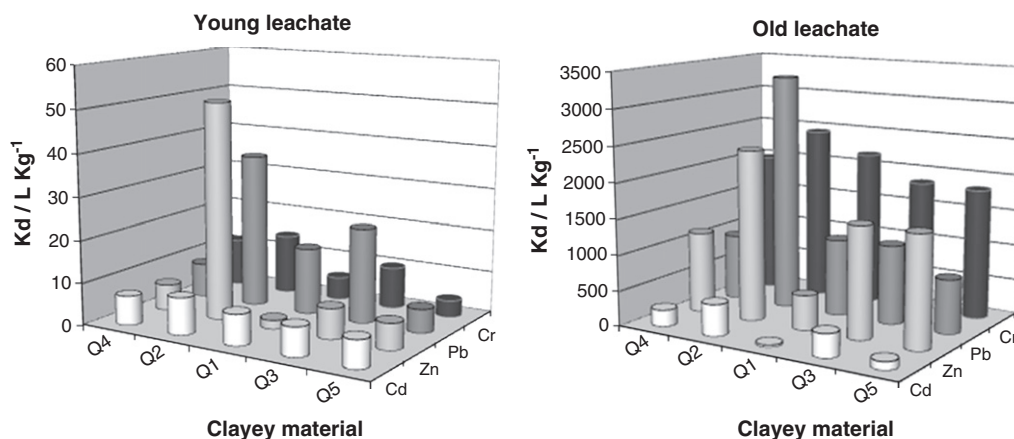 Young leachate
Kd / L Kg⁻¹
60
50
40
30
20
10
0
Q4
Q2
Q1
Q3
Q5
Cd
Zn
Pb
Cr
Clayey material
Old leachate
Kd / L Kg⁻¹
3500
3000
2500
2000
1500
1000
500
0
Q4
Q2
Q1
Q3
Q5
Cd
Zn
Pb
Cr
Clayey material